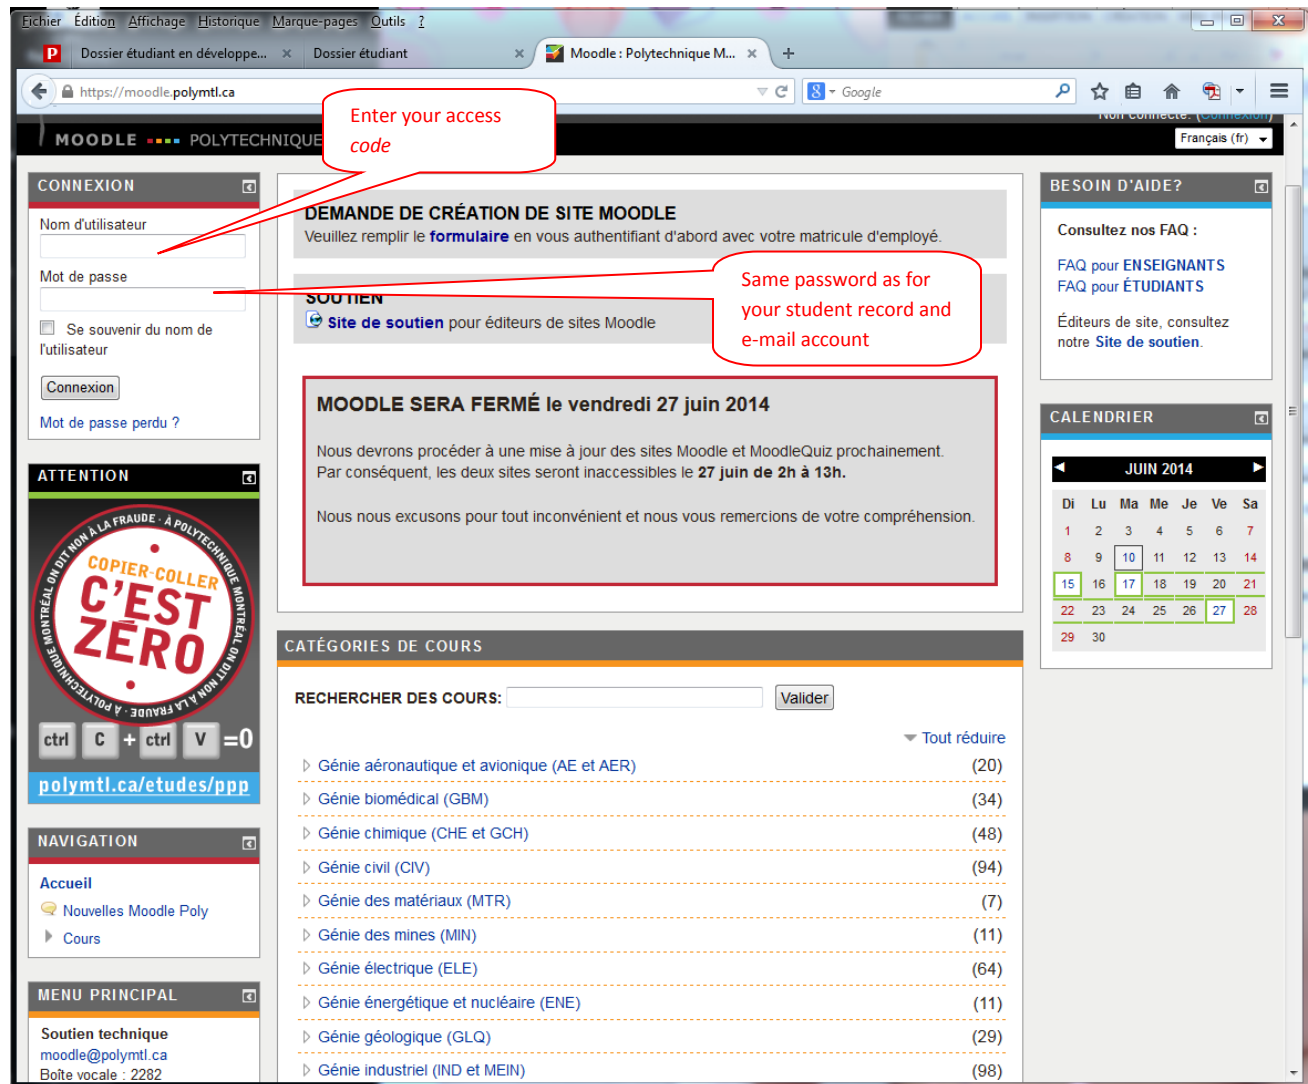 Fichier Édition Affichage Historique Marque-pages Outils ?
Dossier étudiant en développe... × Dossier étudiant × Moodle : Polytechnique M... × +
https://moodle.polymtl.ca
Google
Non connecté. (Connexion)
MOODLE POLYTECHNIQUE
Français (fr)
Enter your access
code
CONNEXION
Nom d'utilisateur
Mot de passe
Se souvenir du nom de
l'utilisateur
Connexion
Mot de passe perdu ?
DEMANDE DE CRÉATION DE SITE MOODLE
Veuillez remplir le formulaire en vous authentifiant d'abord avec votre matricule d'employé.
SOUTIEN
Site de soutien pour éditeurs de sites Moodle
Same password as for
your student record and
e-mail account
MOODLE SERA FERMÉ le vendredi 27 juin 2014
Nous devrons procéder à une mise à jour des sites Moodle et MoodleQuiz prochainement.
Par conséquent, les deux sites seront inaccessibles le 27 juin de 2h à 13h.
Nous nous excusons pour tout inconvénient et nous vous remercions de votre compréhension.
BESOIN D'AIDE?
Consultez nos FAQ :
FAQ pour ENSEIGNANTS
FAQ pour ÉTUDIANTS
Éditeurs de site, consultez
notre Site de soutien.
CALENDRIER
JUIN 2014
Di Lu Ma Me Je Ve Sa
1 2 3 4 5 6 7
8 9 10 11 12 13 14
15 16 17 18 19 20 21
22 23 24 25 26 27 28
29 30
ATTENTION
À POLYTECHNIQUE MONTRÉAL ON DIT NON À LA FRAUDE · À POLYTECHNIQUE MONTRÉAL ON DIT NON À LA FRAUDE ·
COPIER-COLLER
C'EST
ZÉRO
ctrl C + ctrl V =0
polymtl.ca/etudes/ppp
NAVIGATION
Accueil
Nouvelles Moodle Poly
Cours
MENU PRINCIPAL
Soutien technique
moodle@polymtl.ca
Boîte vocale : 2282
CATÉGORIES DE COURS
RECHERCHER DES COURS: Valider
Tout réduire
Génie aéronautique et avionique (AE et AER) (20)
Génie biomédical (GBM) (34)
Génie chimique (CHE et GCH) (48)
Génie civil (CIV) (94)
Génie des matériaux (MTR) (7)
Génie des mines (MIN) (11)
Génie électrique (ELE) (64)
Génie énergétique et nucléaire (ENE) (11)
Génie géologique (GLQ) (29)
Génie industriel (IND et MEIN) (98)